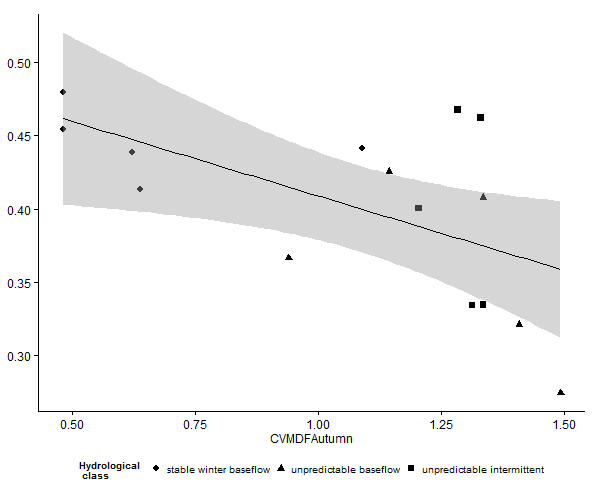 0.50
0.45
0.40
0.35
0.30
0.50 0.75 1.00 1.25 1.50
CVMDFAutumn
Hydrological
class
stable winter baseflow unpredictable baseflow unpredictable intermittent